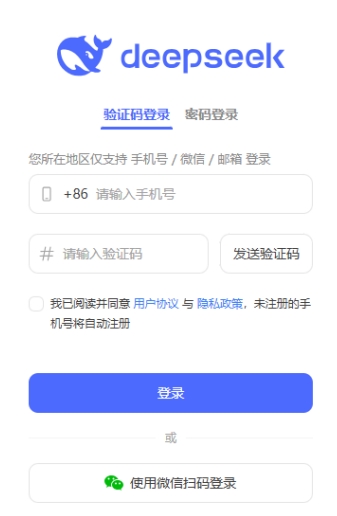 deepseek
验证码登录 密码登录
您所在地区仅支持 手机号 / 微信 / 邮箱 登录
+86 请输入手机号
# 请输入验证码 发送验证码
我已阅读并同意 用户协议 与 隐私政策，未注册的手
机号将自动注册
登录
或
使用微信扫码登录